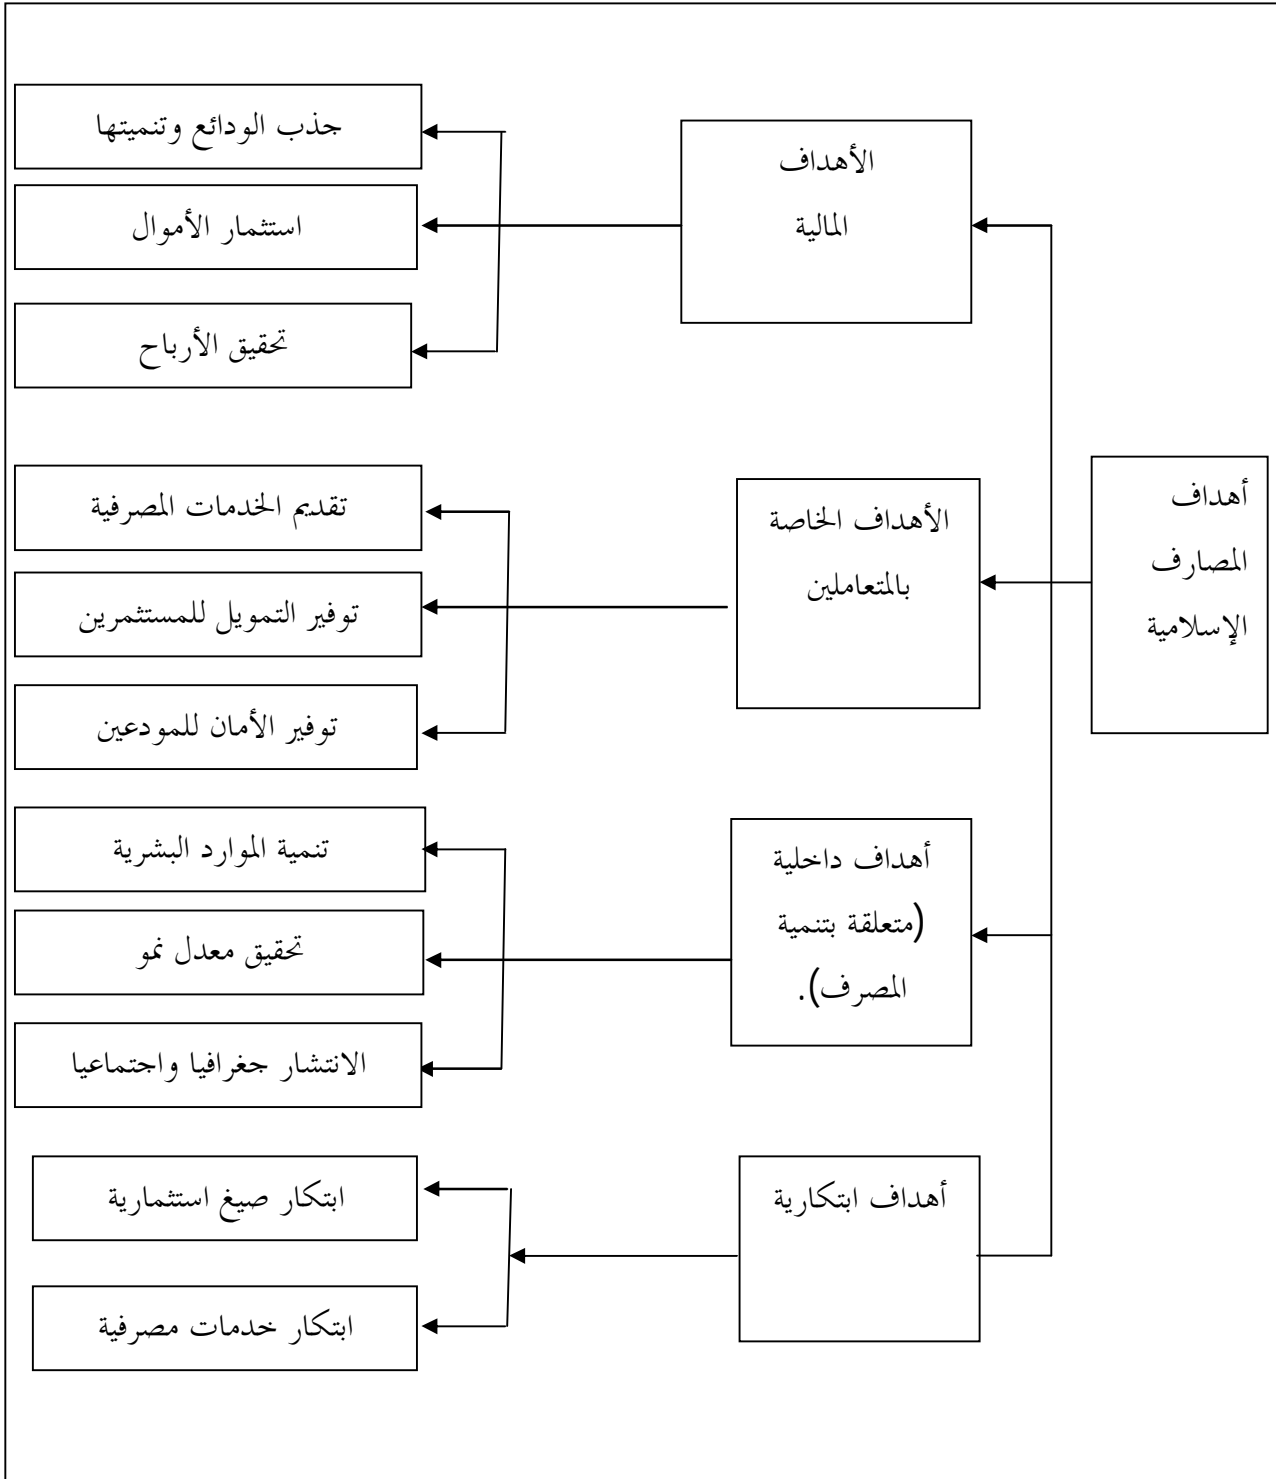 أهداف
المصارف
الإسلامية
الأهداف
المالية
جذب الودائع وتنميتها
استثمار الأموال
تحقيق الأرباح
الأهداف الخاصة
بالمتعاملين
تقديم الخدمات المصرفية
توفير التمويل للمستثمرين
توفير الأمان للمودعين
أهداف داخلية
(متعلقة بتنمية
المصرف).
تنمية الموارد البشرية
تحقيق معدل نمو
الانتشار جغرافيا واجتماعيا
أهداف ابتكارية
ابتكار صيغ استثمارية
ابتكار خدمات مصرفية